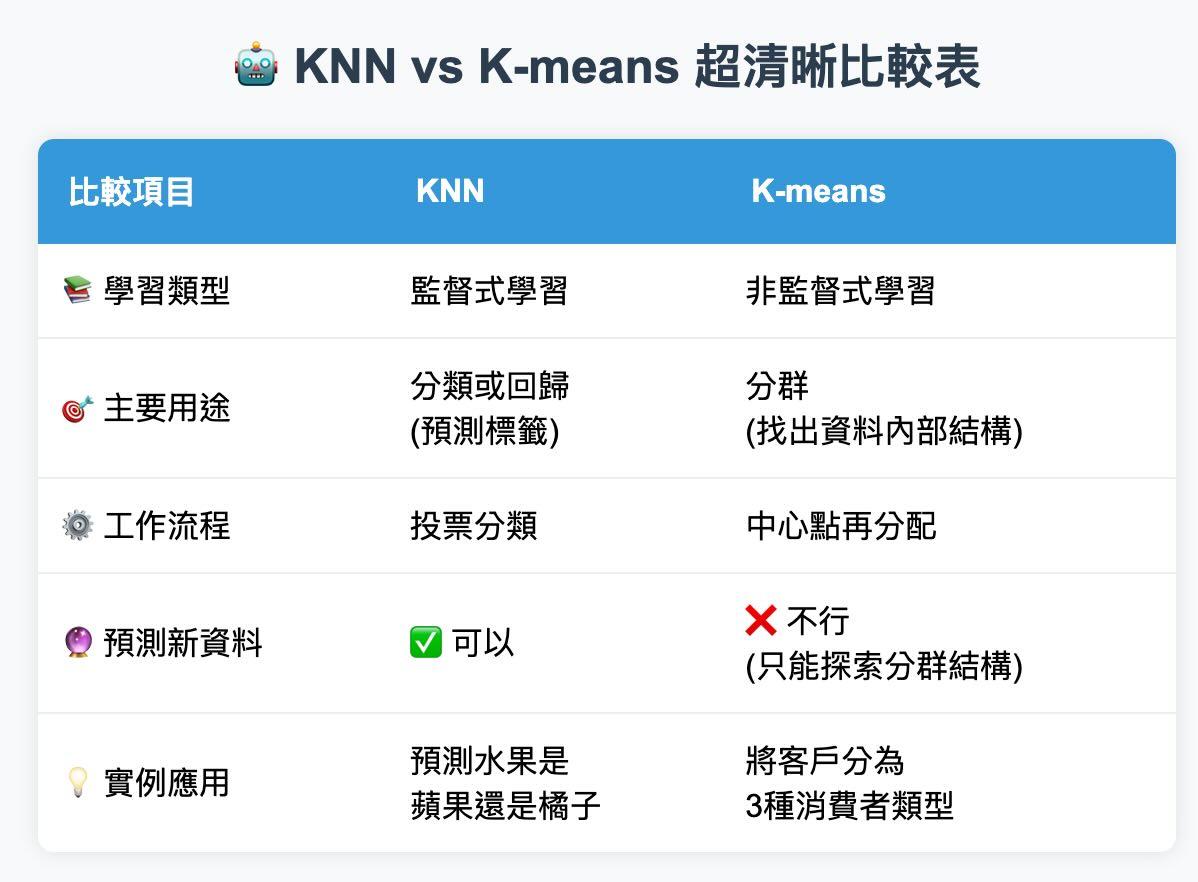 🤖 KNN vs K-means 超清晰比較表
比較項目
KNN
K-means
📚 學習類型
監督式學習
非監督式學習
🎯 主要用途
分類或回歸
(預測標籤)
分群
(找出資料內部結構)
⚙️ 工作流程
投票分類
中心點再分配
🔮 預測新資料
✅ 可以
❌ 不行
(只能探索分群結構)
💡 實例應用
預測水果是
蘋果還是橘子
將客戶分為
3種消費者類型